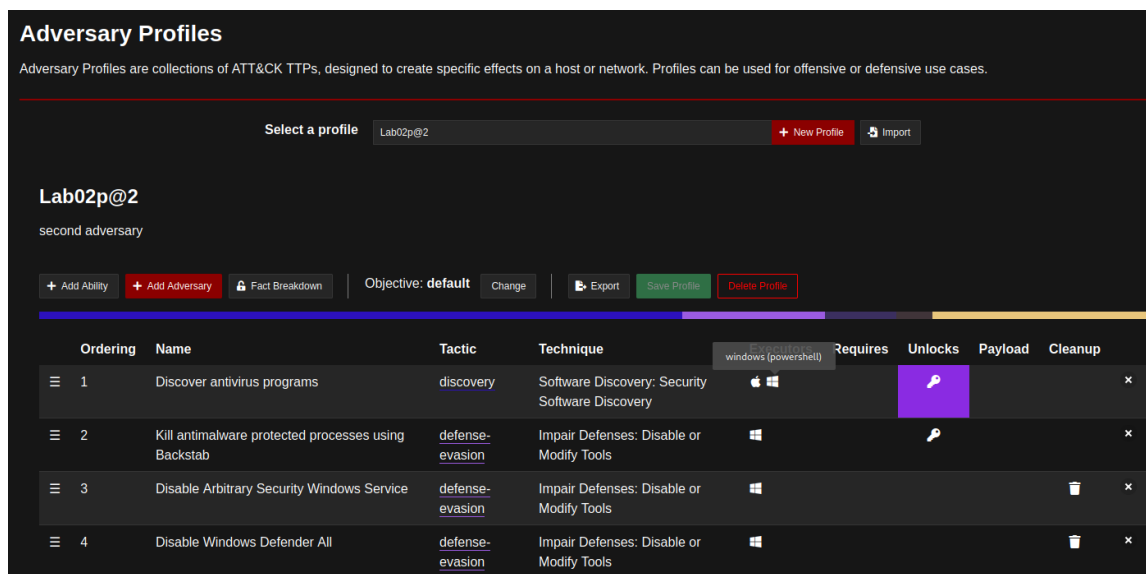 Adversary Profiles
Adversary Profiles are collections of ATT&CK TTPs, designed to create specific effects on a host or network. Profiles can be used for offensive or defensive use cases.
Select a profile Lab02p@2 + New Profile Import
Lab02p@2
second adversary
+ Add Ability + Add Adversary Fact Breakdown Objective: default Change Export Save Profile Delete Profile
Ordering Name Tactic Technique Executors Requires Unlocks Payload Cleanup
windows (powershell)
1 Discover antivirus programs discovery Software Discovery: Security
Software Discovery
2 Kill antimalware protected processes using defense- Impair Defenses: Disable or
Backstab evasion Modify Tools
3 Disable Arbitrary Security Windows Service defense- Impair Defenses: Disable or
evasion Modify Tools
4 Disable Windows Defender All defense- Impair Defenses: Disable or
evasion Modify Tools